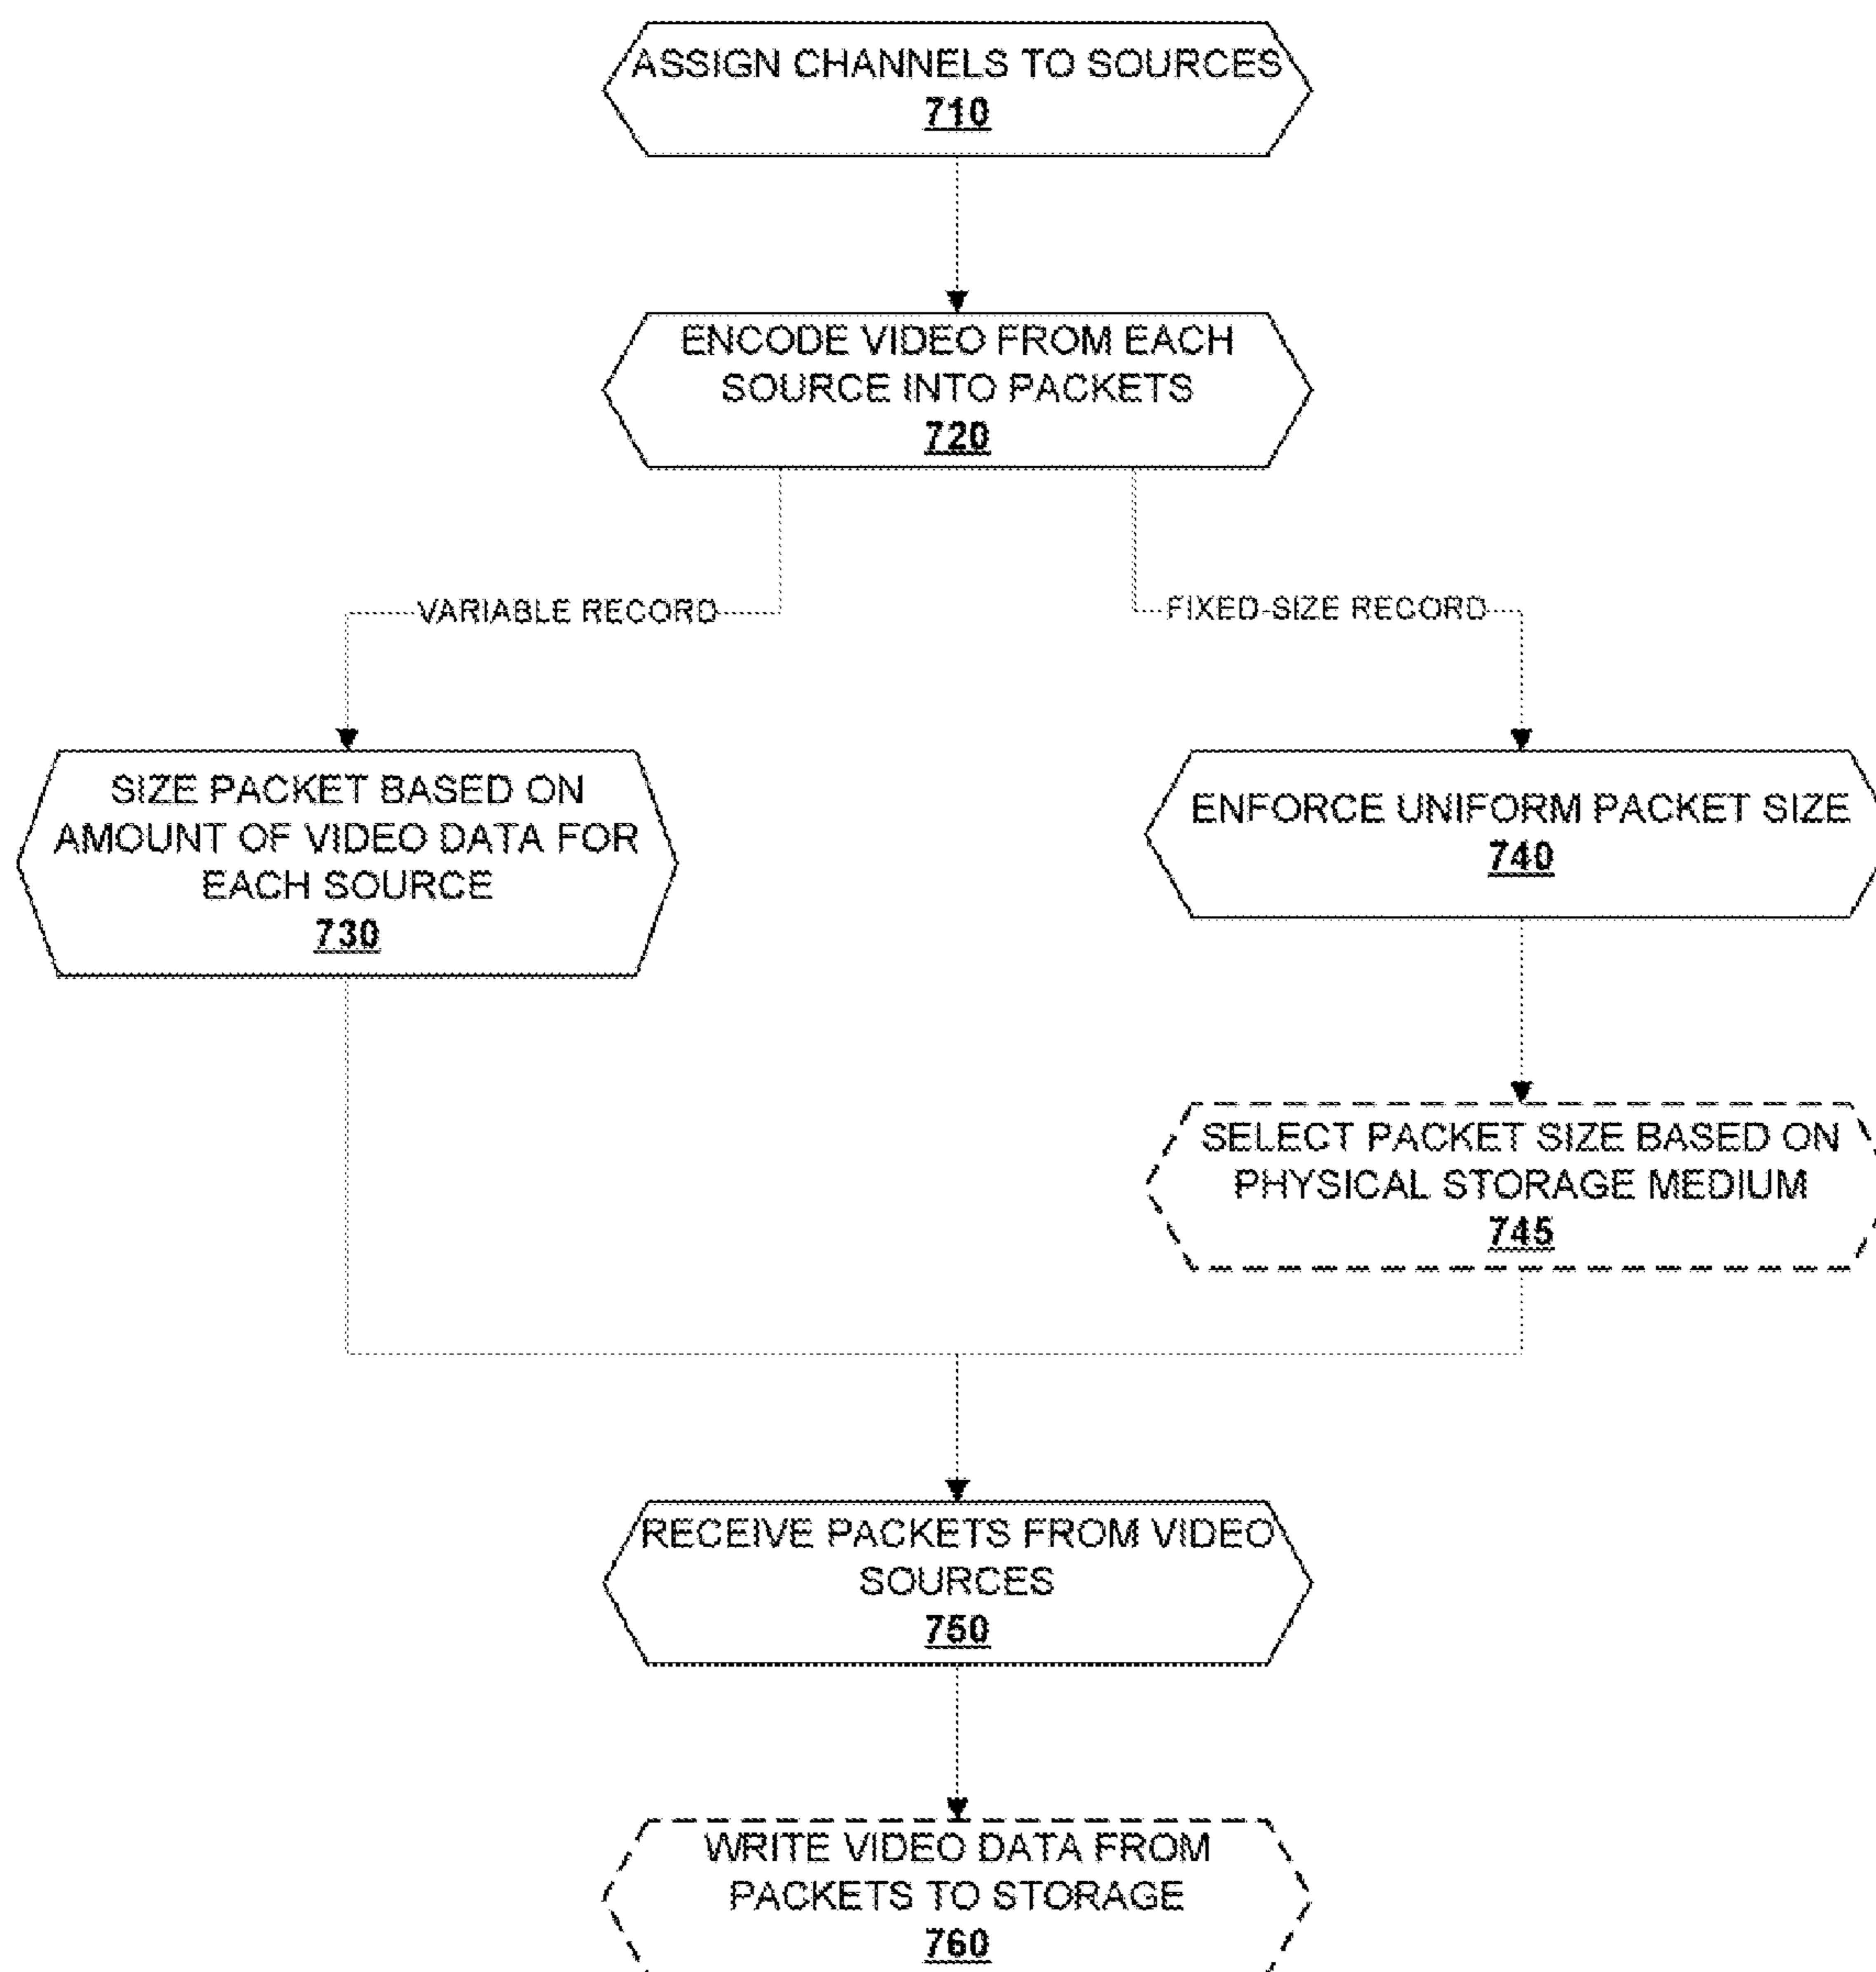 ASSIGN CHANNELS TO SOURCES
710
ENCODE VIDEO FROM EACH
SOURCE INTO PACKETS
720
VARIABLE RECORD
FIXED-SIZE RECORD
SIZE PACKET BASED ON
AMOUNT OF VIDEO DATA FOR
EACH SOURCE
730
ENFORCE UNIFORM PACKET SIZE
740
SELECT PACKET SIZE BASED ON
PHYSICAL STORAGE MEDIUM
745
RECEIVE PACKETS FROM VIDEO
SOURCES
750
WRITE VIDEO DATA FROM
PACKETS TO STORAGE
760